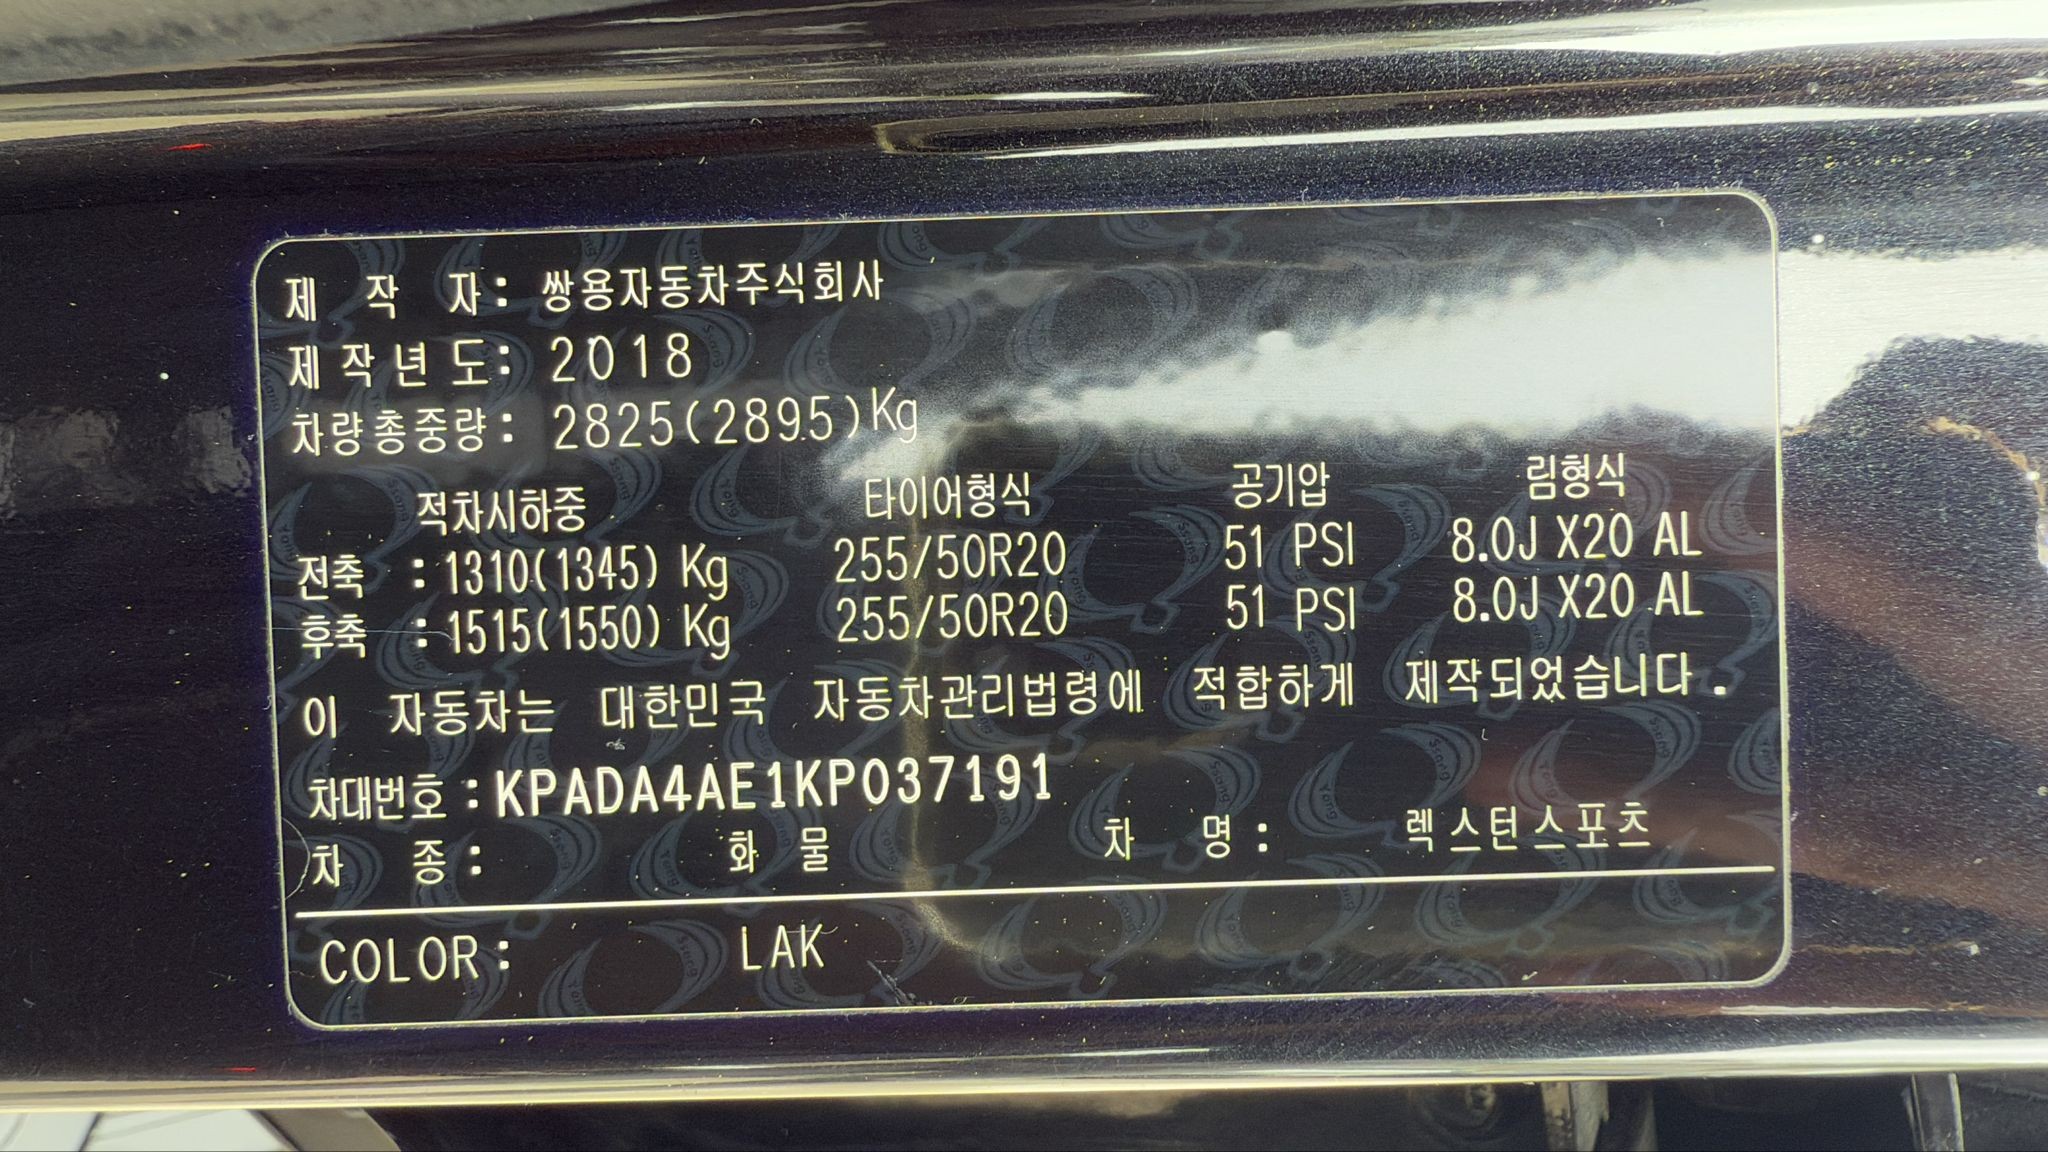 제 작 자: 쌍용자동차주식회사
제작년도: 2018
차량총중량: 2825(2895)Kg
적차시하중 타이어형식 공기압 림형식
전축 : 1310(1345) Kg 255/50R20 51 PSI 8.0J X20 AL
후축 : 1515(1550) Kg 255/50R20 51 PSI 8.0J X20 AL
이 자동차는 대한민국 자동차관리법령에 적합하게 제작되었습니다.
차대번호 : KPADA4AE1KP037191
차 종: 화 물 차 명: 렉스턴스포츠
COLOR: LAK